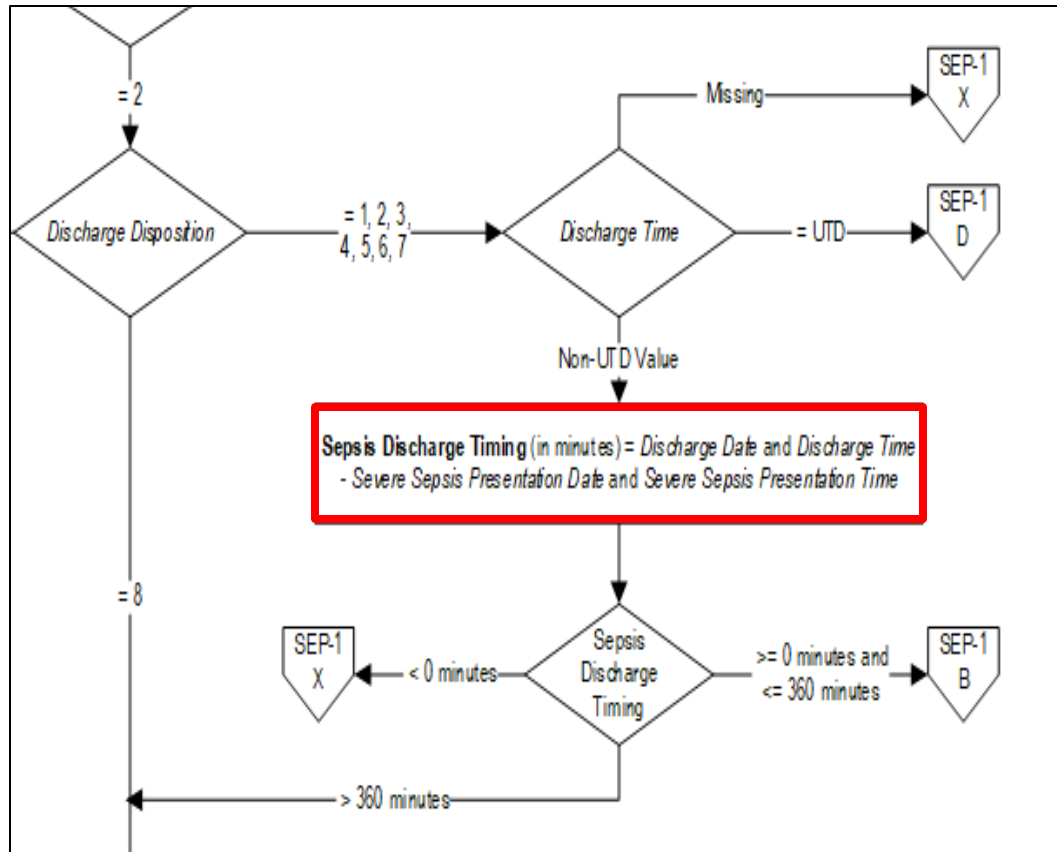 = 2
Missing
SEP-1
X
Discharge Disposition
= 1, 2, 3,
4, 5, 6, 7
Discharge Time
= UTD
SEP-1
D
Non-UTD Value
Sepsis Discharge Timing (in minutes) = Discharge Date and Discharge Time
- Severe Sepsis Presentation Date and Severe Sepsis Presentation Time
= 8
SEP-1
X
< 0 minutes
Sepsis
Discharge
Timing
>= 0 minutes and
<= 360 minutes
SEP-1
B
> 360 minutes